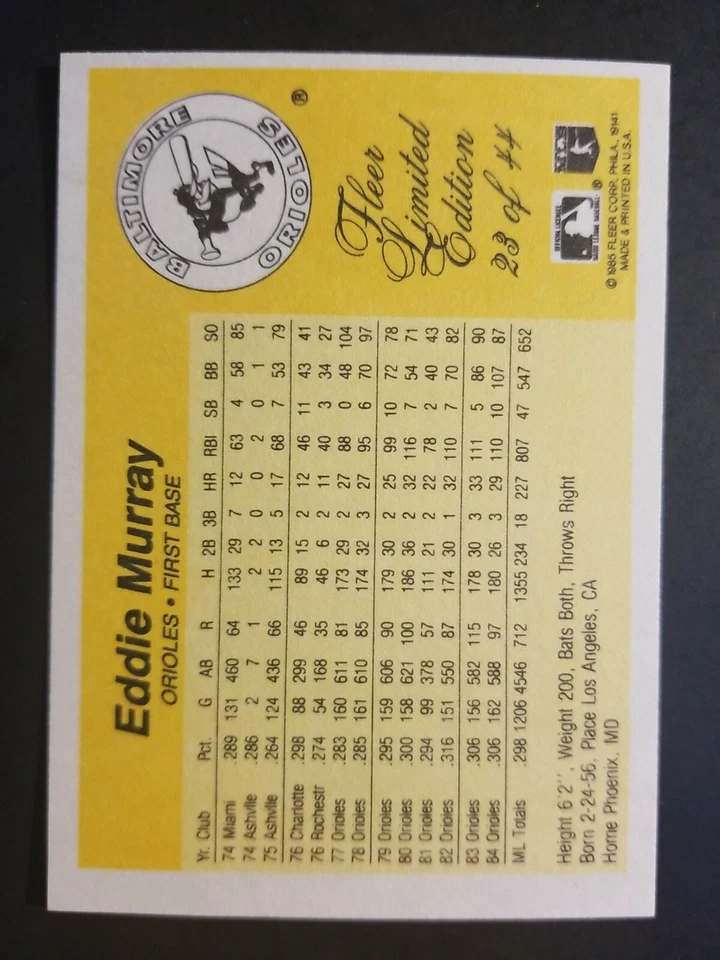 Eddie Murray
ORIOLES • FIRST BASE
BALTIMORE
ORIOLES
®
Yr. Club Pct. G AB R H 2B 3B HR RBI SB BB SO
74 Miami .289 131 460 64 133 29 7 12 63 4 58 85
74 Ashvlle .286 2 7 1 2 2 0 0 2 0 1 1
75 Ashvlle .264 124 436 66 115 13 5 17 68 7 53 79
76 Charlotte .298 88 299 46 89 15 2 12 46 11 43 41
76 Rochestr .274 54 168 35 46 6 2 11 40 3 34 27
77 Orioles .283 160 611 81 173 29 2 27 88 0 48 104
78 Orioles .285 161 610 85 174 32 3 27 95 6 70 97
79 Orioles .295 159 606 90 179 30 2 25 99 10 72 78
80 Orioles .300 158 621 100 186 36 2 32 116 7 54 71
81 Orioles .294 99 378 57 111 21 2 22 78 2 40 43
82 Orioles .316 151 550 87 174 30 1 32 110 7 70 82
83 Orioles .306 156 582 115 178 30 3 33 111 5 86 90
84 Orioles .306 162 588 97 180 26 3 29 110 10 107 87
ML Totals .298 1206 4546 712 1355 234 18 227 807 47 547 652
Height 6'2'', Weight 200, Bats Both, Throws Right
Born 2-24-56, Place Los Angeles, CA
Home Phoenix, MD
Fleer
Limited
Edition
23 of 44
OFFICIAL LICENSEE
MAJOR LEAGUE BASEBALL
®
© 1985 FLEER CORP. PHILA., 19141
MADE & PRINTED IN U.S.A.